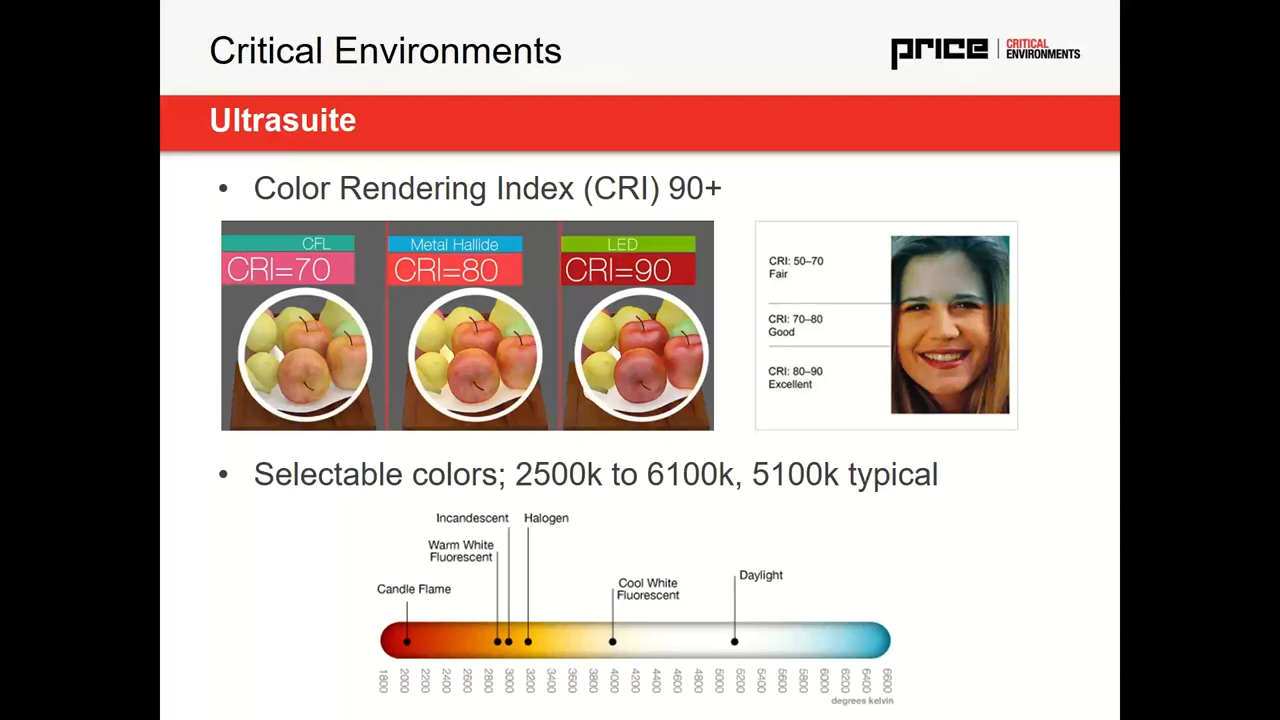 Critical Environments
price CRITICAL
ENVIRONMENTS
Ultrasuite
• Color Rendering Index (CRI) 90+
CFL
CRI=70
Metal Hallide
CRI=80
LED
CRI=90
CRI: 50–70
Fair
CRI: 70–80
Good
CRI: 80–90
Excellent
• Selectable colors; 2500k to 6100k, 5100k typical
Incandescent Halogen
Warm White
Fluorescent
Candle Flame
Cool White
Fluorescent
Daylight
1800 2000 2200 2400 2600 2800 3000 3200 3400 3600 3800 4000 4200 4400 4600 4800 5000 5200 5400 5600 5800 6000 6200 6400 6600
degrees kelvin